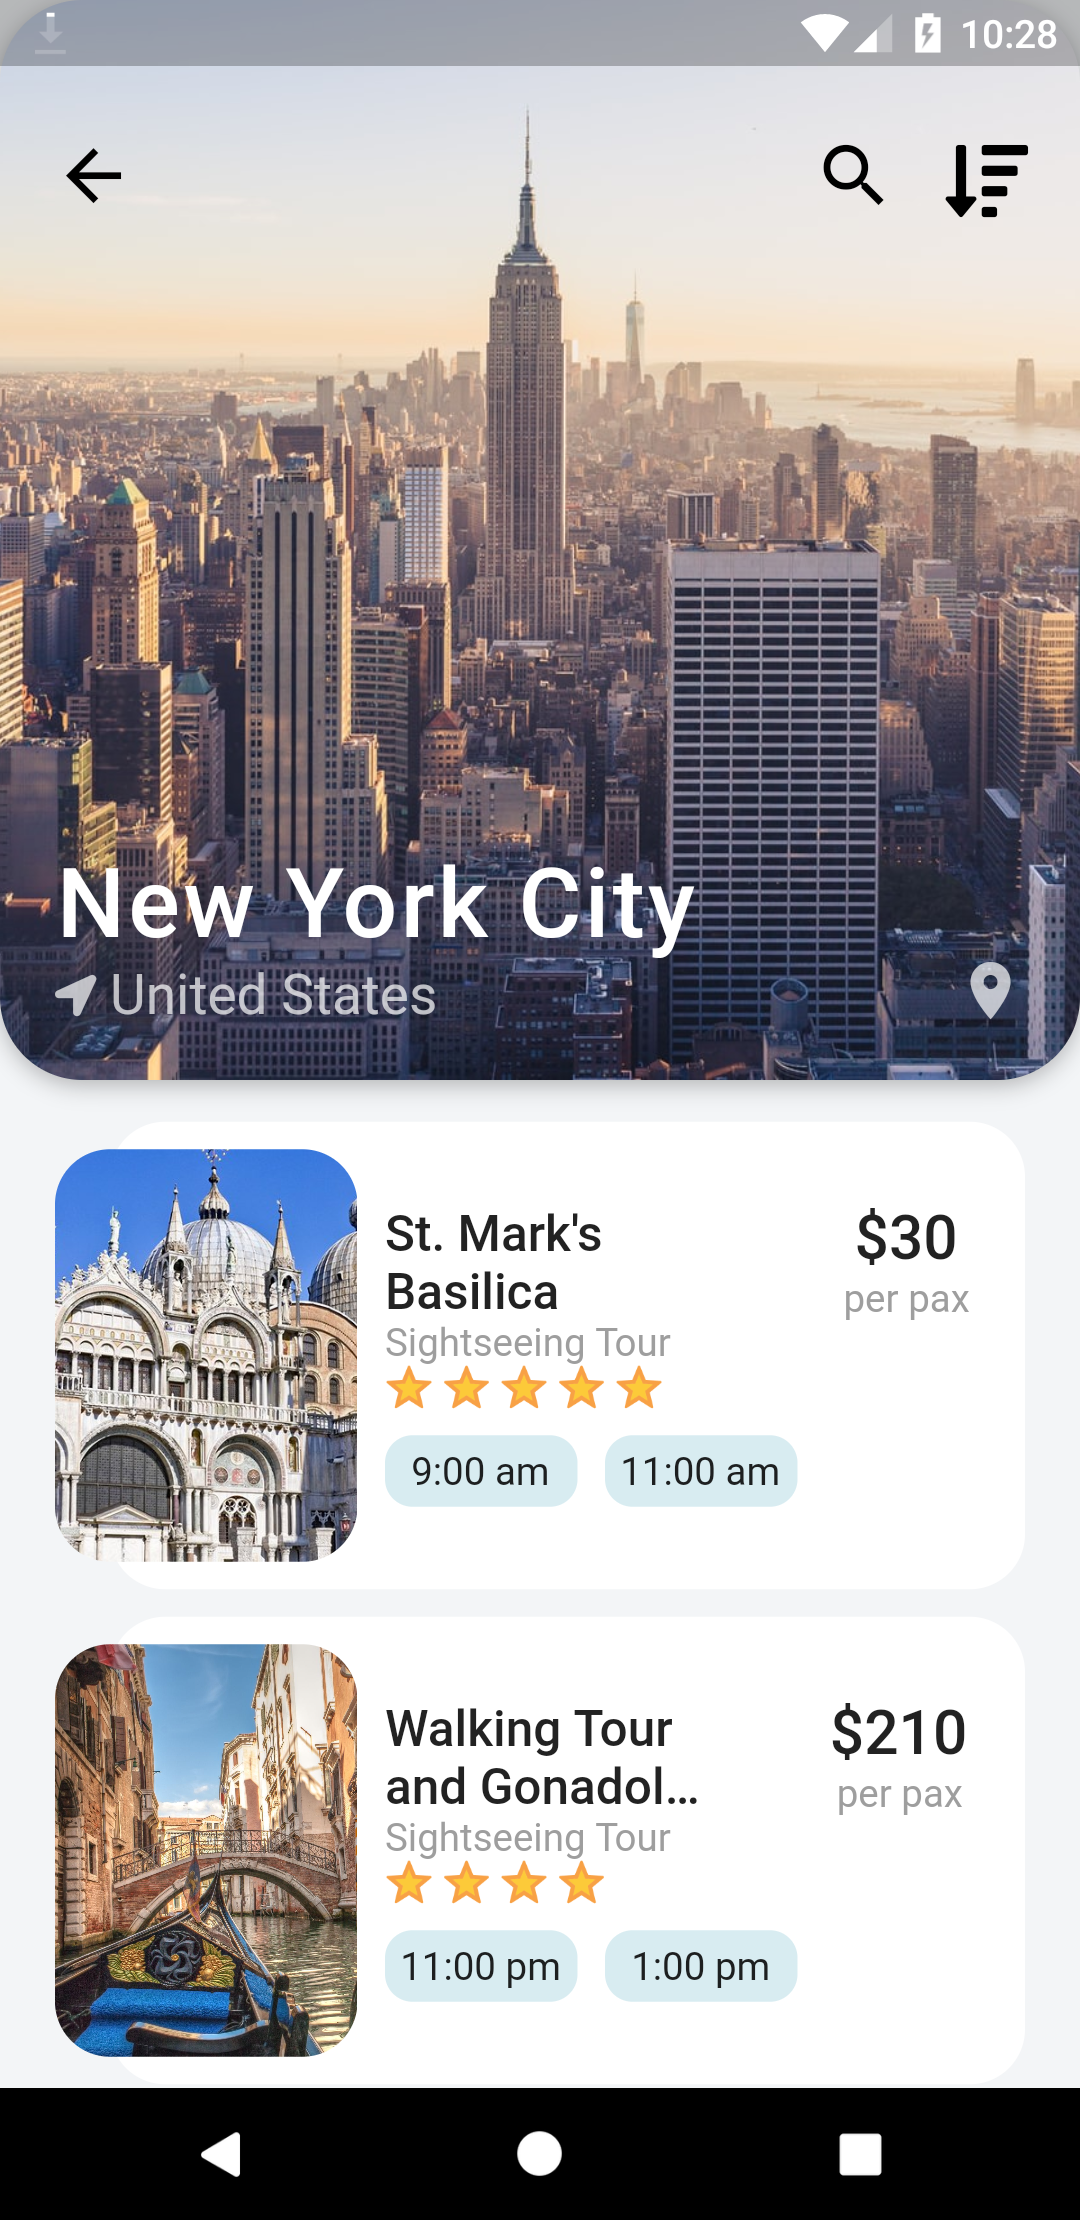 10:28
New York City
United States
St. Mark's
Basilica
Sightseeing Tour
9:00 am
11:00 am
$30
per pax
Walking Tour
and Gonadol...
Sightseeing Tour
11:00 pm
1:00 pm
$210
per pax